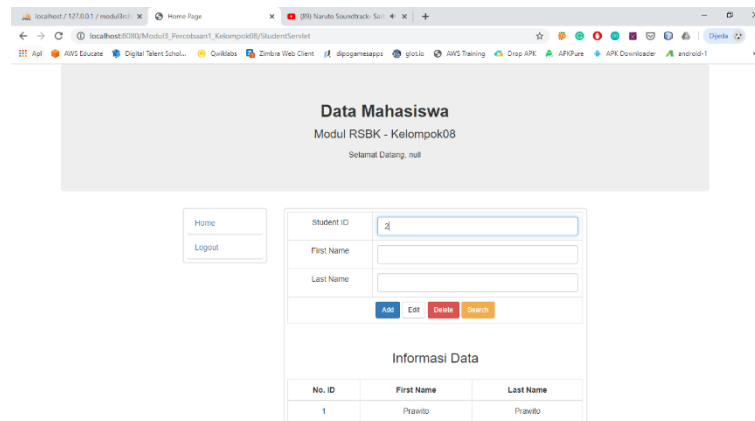 localhost / 127.0.0.1 / modul3rsb
Home Page
(89) Naruto Soundtrack- Sad
localhost:8080/Modul3_Percobaan1_Kelompok08/StudentServlet
Dijeda
Apl
AWS Educate
Digital Talent Schol...
Qwiklabs
Zimbra Web Client
dipogamesapps
glot.io
AWS Training
Drop APK
APKPure
APK Downloader
android-1
Data Mahasiswa
Modul RSBK - Kelompok08
Selamat Datang, null
Home
Logout
Student ID
2
First Name
Last Name
Add Edit Delete Search
Informasi Data
No. ID First Name Last Name
1 Prawito Prawito